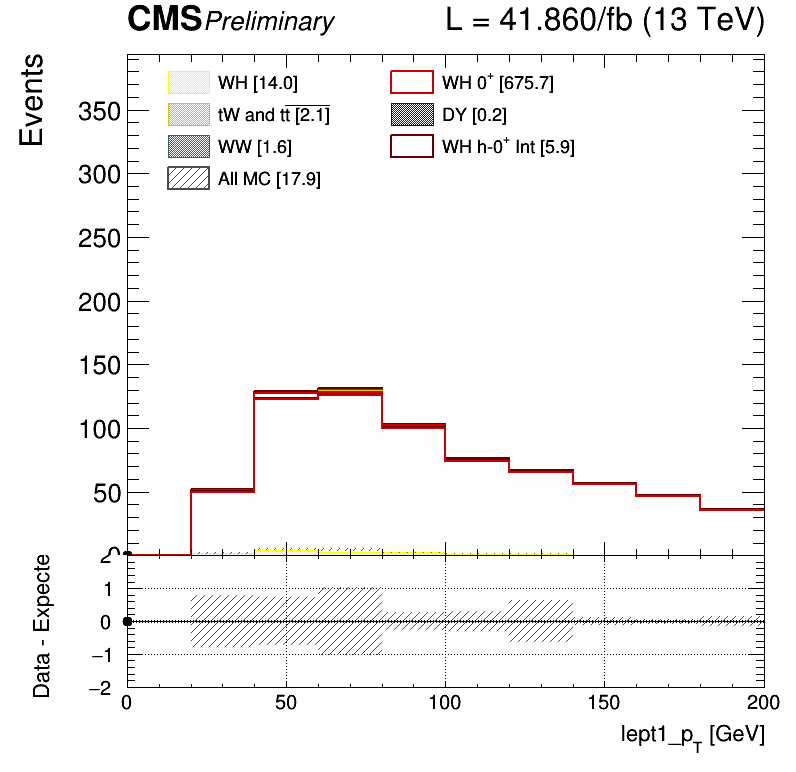 CMS Preliminary L = 41.860/fb (13 TeV)
Events
WH [14.0] WH 0+ [675.7]
tW and tt [2.1] DY [0.2]
WW [1.6] WH h-0+ Int [5.9]
All MC [17.9]
350
300
250
200
150
100
50
0
Data - Expecte
2
1
0
−1
−2
0 50 100 150 200
lept1_pT [GeV]